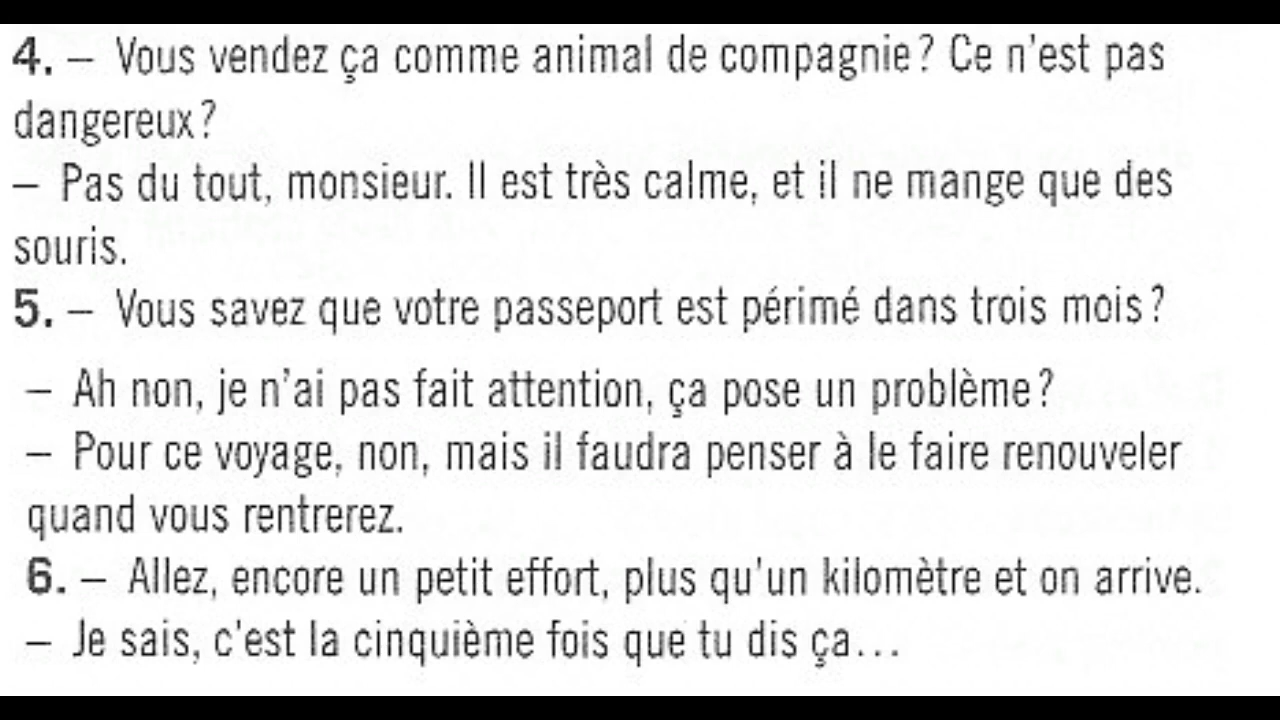 4. – Vous vendez ça comme animal de compagnie? Ce n'est pas
dangereux?
– Pas du tout, monsieur. Il est très calme, et il ne mange que des
souris.
5. – Vous savez que votre passeport est périmé dans trois mois?
– Ah non, je n'ai pas fait attention, ça pose un problème?
– Pour ce voyage, non, mais il faudra penser à le faire renouveler
quand vous rentrerez.
6. – Allez, encore un petit effort, plus qu'un kilomètre et on arrive.
– Je sais, c'est la cinquième fois que tu dis ça...